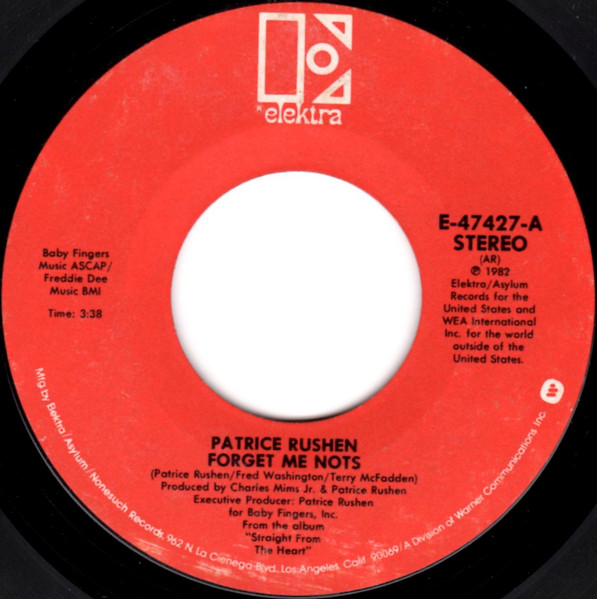 elektra
E-47427-A
STEREO
(AR)
℗ 1982
Elektra/Asylum
Records for the
United States and
WEA International
Inc. for the world
outside of the
United States.
Baby Fingers
Music ASCAP/
Freddie Dee
Music BMI
Time: 3:38
PATRICE RUSHEN
FORGET ME NOTS
(Patrice Rushen/Fred Washington/Terry McFadden)
Produced by Charles Mims Jr. & Patrice Rushen
Executive Producer: Patrice Rushen
for Baby Fingers, Inc.
From the album
"Straight From
The Heart"
Mfg by Elektra/Asylum/Nonesuch Records, 962 N. La Cienega Blvd., Los Angeles, Calif. 90069/A Division of Warner Communications, Inc.